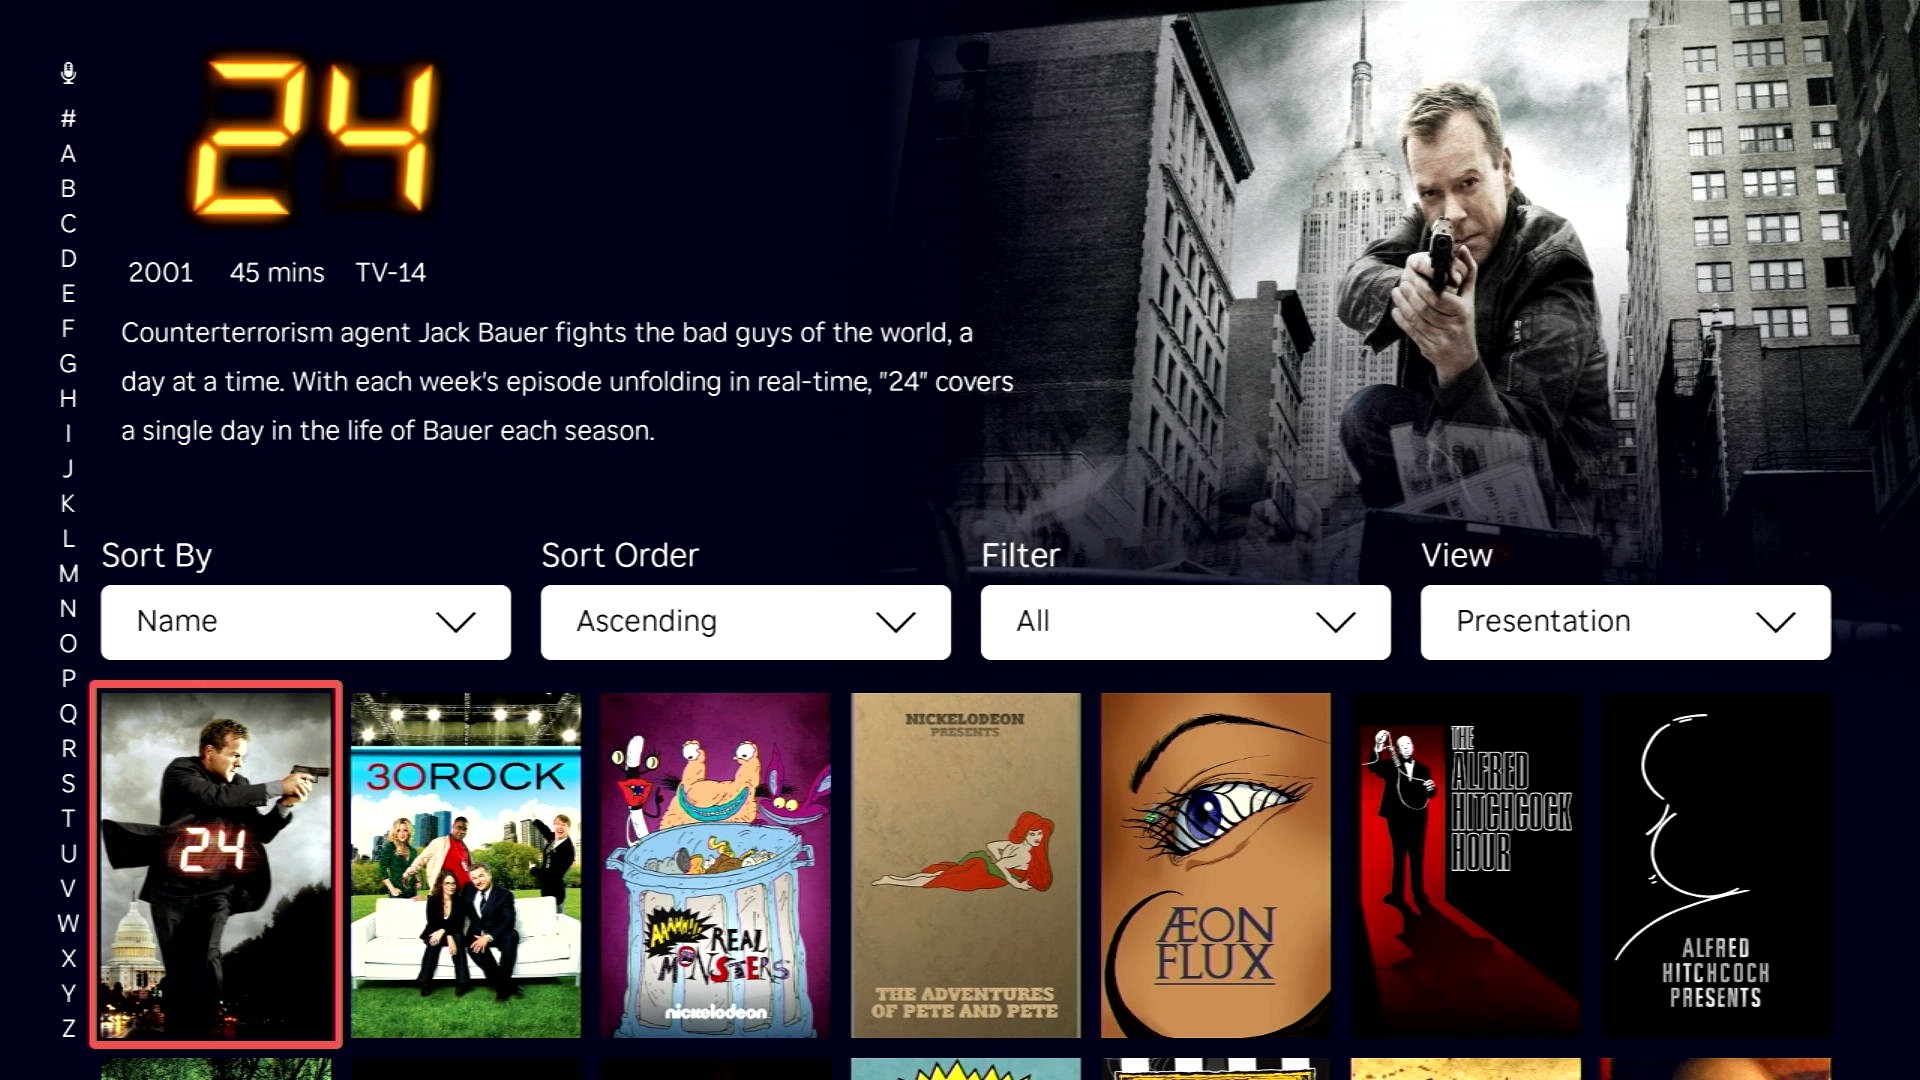 24
2001 45 mins TV-14
Counterterrorism agent Jack Bauer fights the bad guys of the world, a
day at a time. With each week's episode unfolding in real-time, "24" covers
a single day in the life of Bauer each season.
#
A
B
C
D
E
F
G
H
I
J
K
L
M
N
O
P
Q
R
S
T
U
V
W
X
Y
Z
Sort By
Name
Sort Order
Ascending
Filter
All
View
Presentation
24
30ROCK
AAAHH!!!
REAL
MONSTERS
nickelodeon
NICKELODEON
PRESENTS
THE ADVENTURES
OF PETE AND PETE
ÆON
FLUX
THE
ALFRED
HITCHCOCK
HOUR
ALFRED
HITCHCOCH
PRESENTS